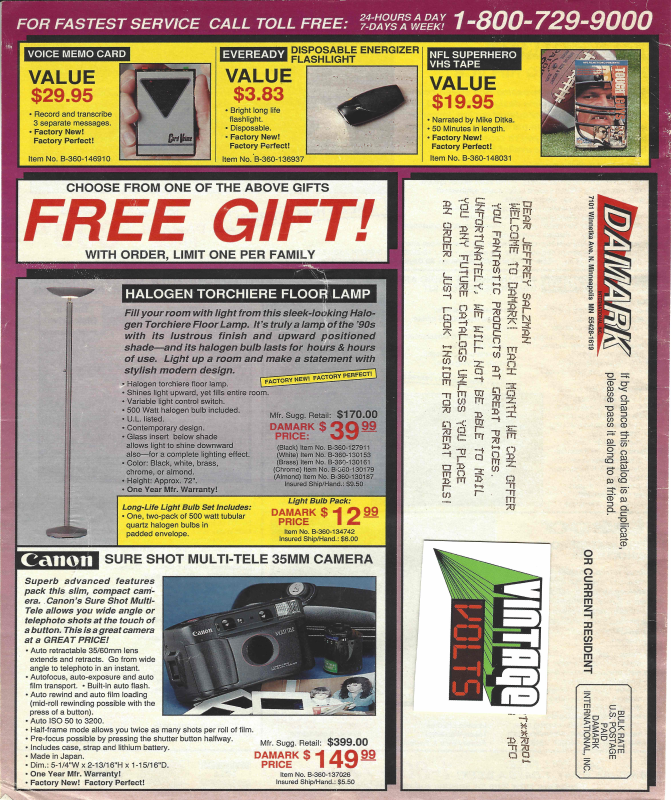 FOR FASTEST SERVICE CALL TOLL FREE: 24-HOURS A DAY 7-DAYS A WEEK! 1-800-729-9000
VOICE MEMO CARD
VALUE
$29.95
• Record and transcribe
3 separate messages.
• Factory New!
Factory Perfect!
Item No. B-360-146910
Card Voice
EVEREADY DISPOSABLE ENERGIZER
FLASHLIGHT
VALUE
$3.83
• Bright long life
flashlight.
• Disposable.
• Factory New!
Factory Perfect!
Item No. B-360-136937
NFL SUPERHERO
VHS TAPE
VALUE
$19.95
• Narrated by Mike Ditka.
• 50 Minutes in length.
• Factory New!
Factory Perfect!
Item No. B-360-148031
CHOOSE FROM ONE OF THE ABOVE GIFTS
FREE GIFT!
WITH ORDER, LIMIT ONE PER FAMILY
HALOGEN TORCHIERE FLOOR LAMP
Fill your room with light from this sleek-looking Halo-
gen Torchiere Floor Lamp. It's truly a lamp of the '90s
with its lustrous finish and upward positioned
shade—and its halogen bulb lasts for hours & hours
of use. Light up a room and make a statement with
stylish modern design.
FACTORY NEW! FACTORY PERFECT!
• Halogen torchiere floor lamp.
• Shines light upward, yet fills entire room.
• Variable light control switch.
• 500 Watt halogen bulb included.
• U.L. listed.
• Contemporary design.
• Glass insert below shade
allows light to shine downward
also—for a complete lighting effect.
• Color: Black, white, brass,
chrome, or almond.
• Height: Approx. 72".
• One Year Mfr. Warranty!
Mfr. Sugg. Retail: $170.00
DAMARK PRICE: $39 99
(Black) Item No. B-360-127911
(White) Item No. B-360-130153
(Brass) Item No. B-360-130161
(Chrome) Item No. B-360-130179
(Almond) Item No. B-360-130187
Insured Ship/Hand.: $9.50
Long-Life Light Bulb Set Includes:
• One, two-pack of 500 watt tubular
quartz halogen bulbs in
padded envelope.
Light Bulb Pack:
DAMARK PRICE $12 99
Item No. B-360-134742
Insured Ship/Hand.: $6.00
Canon SURE SHOT MULTI-TELE 35MM CAMERA
Superb advanced features
pack this slim, compact cam-
era. Canon's Sure Shot Multi-
Tele allows you wide angle or
telephoto shots at the touch of
a button. This is a great camera
at a GREAT PRICE!
• Auto retractable 35/60mm lens
extends and retracts. Go from wide
angle to telephoto in an instant.
• Autofocus, auto-exposure and auto
film transport. • Built-in auto flash.
• Auto rewind and auto film loading
(mid-roll rewinding possible with the
press of a button).
• Auto ISO 50 to 3200.
• Half-frame mode allows you twice as many shots per roll of film.
• Pre-focus possible by pressing the shutter button halfway.
• Includes case, strap and lithium battery.
• Made in Japan.
• Dim.: 5-1/4"W x 2-13/16"H x 1-15/16"D.
• One Year Mfr. Warranty!
• Factory New! Factory Perfect!
Canon
Mfr. Sugg. Retail: $399.00
DAMARK PRICE $149 99
Item No. B-360-137026
Insured Ship/Hand.: $5.50
DAMARK
7101 Winnetka Ave. N. Minneapolis MN 55428-1619
If by chance this catalog is a duplicate,
please pass it along to a friend.
OR CURRENT RESIDENT
BULK RATE
U.S. POSTAGE
PAID
DAMARK
INTERNATIONAL, INC.
DEAR JEFFREY SALZMAN
WELCOME TO DAMARK! EACH MONTH WE CAN OFFER
YOU FANTASTIC PRODUCTS AT GREAT PRICES.
UNFORTUNATELY, WE WILL NOT BE ABLE TO MAIL
YOU ANY FUTURE CATALOGS UNLESS YOU PLACE
AN ORDER. JUST LOOK INSIDE FOR GREAT DEALS!
VINTAGE
VOLTS